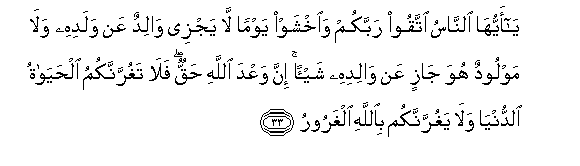 يَـٰٓأَيُّهَا ٱلنَّاسُ ٱتَّقُوا۟ رَبَّكُمْ وَٱخْشَوْا۟ يَوْمًا لَّا يَجْزِى وَالِدٌ عَن وَلَدِهِۦ وَلَا
مَوْلُودٌ هُوَ جَازٍ عَن وَالِدِهِۦ شَيْـًٔا ۚ إِنَّ وَعْدَ ٱللَّهِ حَقٌّ ۖ فَلَا تَغُرَّنَّكُمُ ٱلْحَيَوٰةُ
ٱلدُّنْيَا وَلَا يَغُرَّنَّكُم بِٱللَّهِ ٱلْغَرُورُ ﴿٣٣﴾